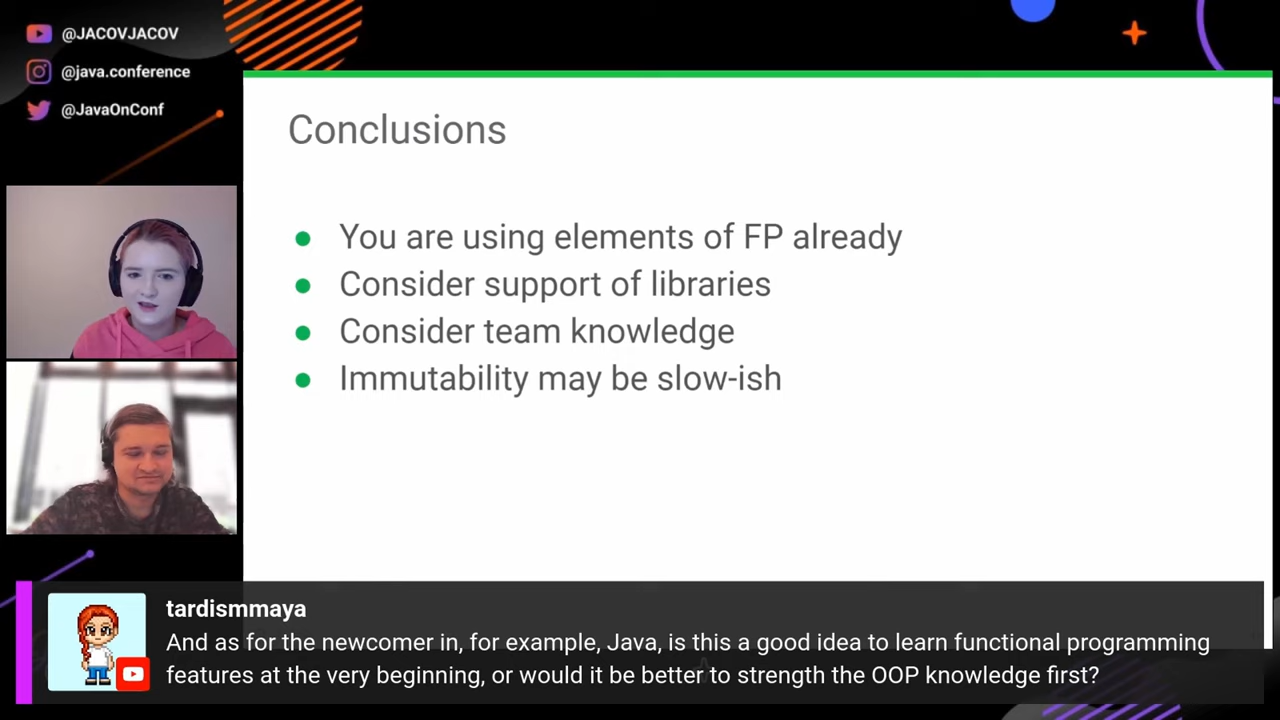 @JACOVJACOV
@java.conference
@JavaOnConf
Conclusions
● You are using elements of FP already
● Consider support of libraries
● Consider team knowledge
● Immutability may be slow-ish
tardismmaya
And as for the newcomer in, for example, Java, is this a good idea to learn functional programming
features at the very beginning, or would it be better to strength the OOP knowledge first?